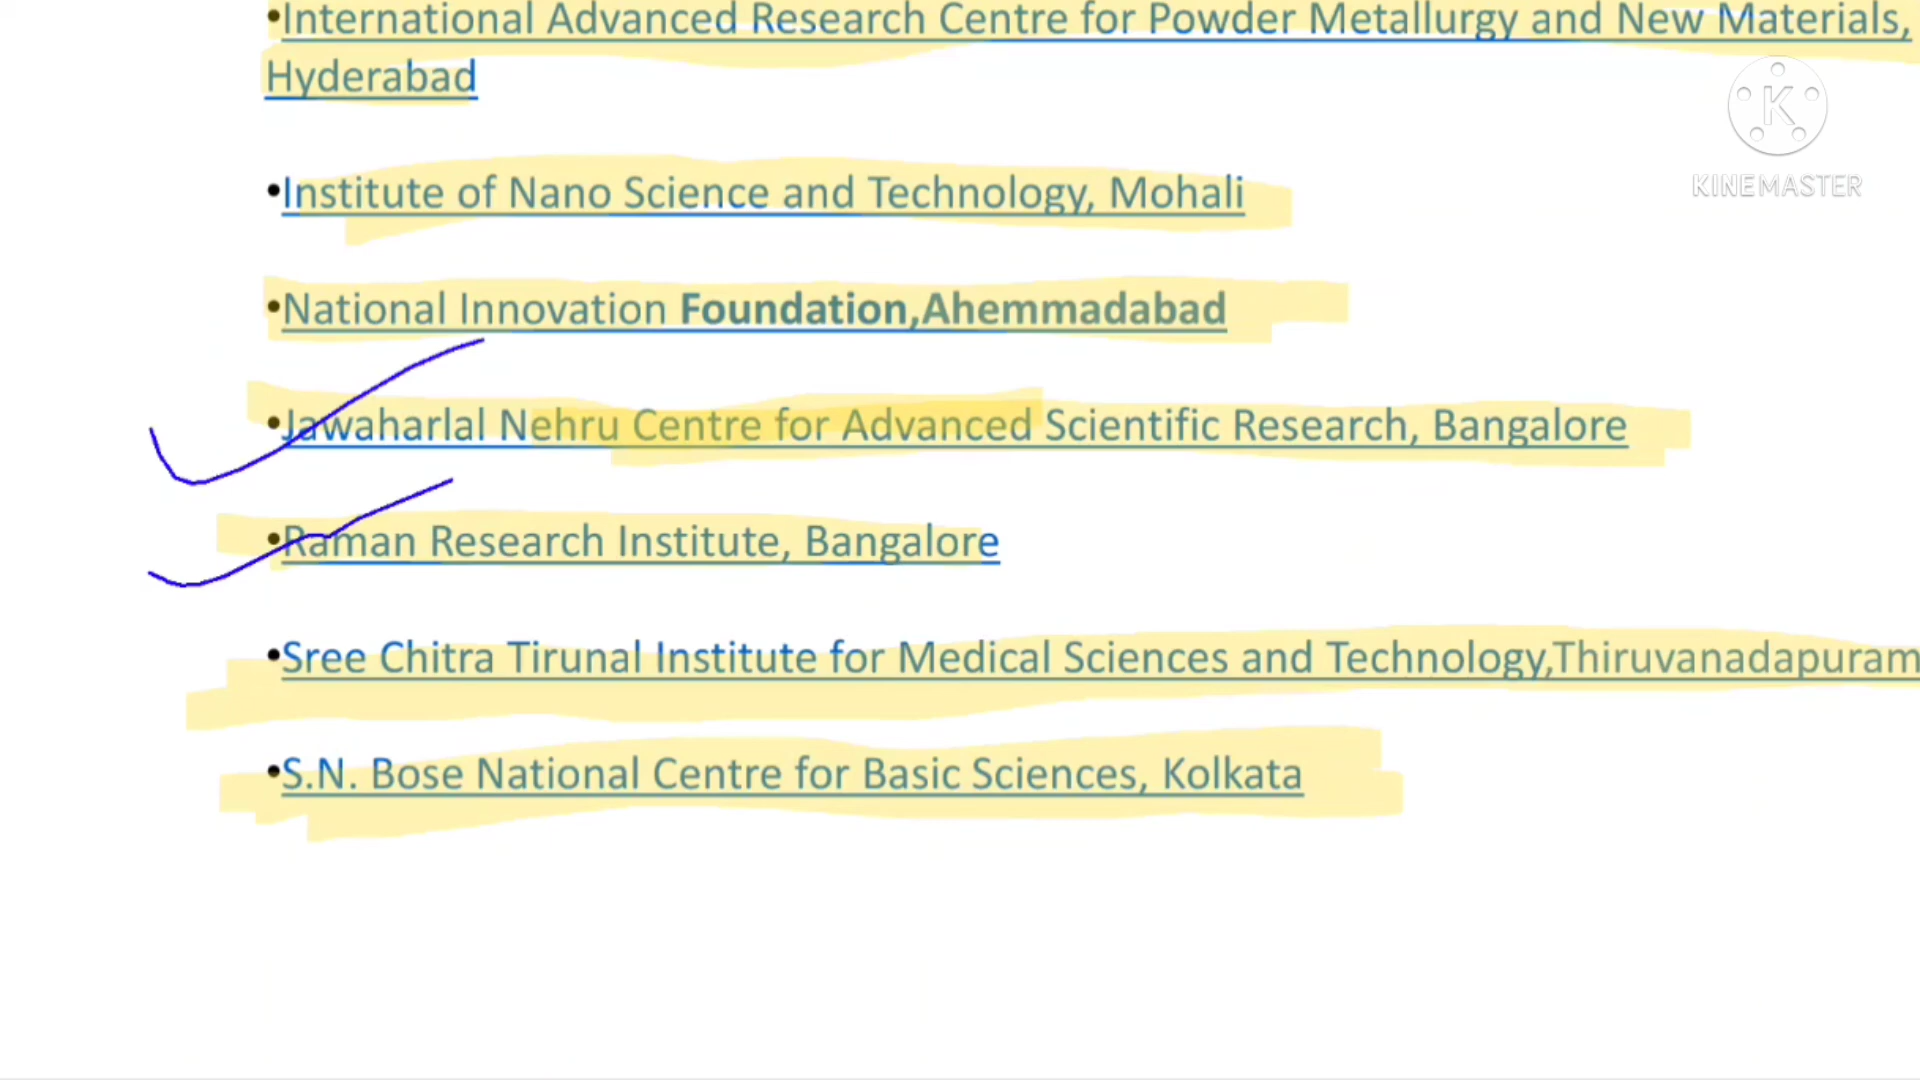 •International Advanced Research Centre for Powder Metallurgy and New Materials,
Hyderabad
KINEMASTER
•Institute of Nano Science and Technology, Mohali
•National Innovation Foundation,Ahemmadabad
•Jawaharlal Nehru Centre for Advanced Scientific Research, Bangalore
•Raman Research Institute, Bangalore
•Sree Chitra Tirunal Institute for Medical Sciences and Technology,Thiruvanadapuram
•S.N. Bose National Centre for Basic Sciences, Kolkata